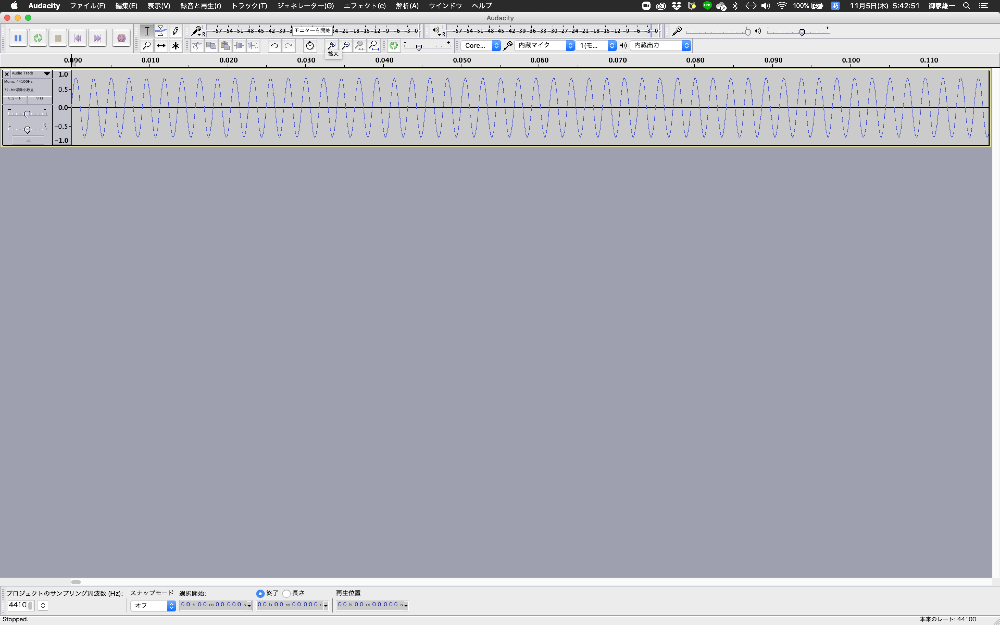 Audacity ファイル(F) 編集(E) 表示(V) 録音と再生(r) トラック(T) ジェネレーター(G) エフェクト(c) 解析(A) ウインドウ ヘルプ LINE 100% あ 11月5日(木) 5:42:51 御家雄一
Audacity
L R -57 -54 -51 -48 -45 -42 -39 -3 モニターを開始 24 -21 -18 -15 -12 -9 -6 -3 0 L R -57 -54 -51 -48 -45 -42 -39 -36 -33 -30 -27 -24 -21 -18 -15 -12 -9 -6 -3 0 - + - +
- + Core... 内蔵マイク 1(モ... 内蔵出力
拡大
0.000 0.010 0.020 0.030 0.040 0.050 0.060 0.070 0.080 0.090 0.100 0.110
Audio Track 1.0
Mono, 44100Hz
32-bit浮動小数点 0.5
ミュート ソロ
0.0
- +
L R -0.5
-1.0
プロジェクトのサンプリング周波数 (Hz): スナップモード 選択開始: 終了 長さ 再生位置
4410 オフ 00 h 00 m 00.000 s 00 h 00 m 00.000 s 00 h 00 m 00.000 s
Stopped. 本来のレート: 44100